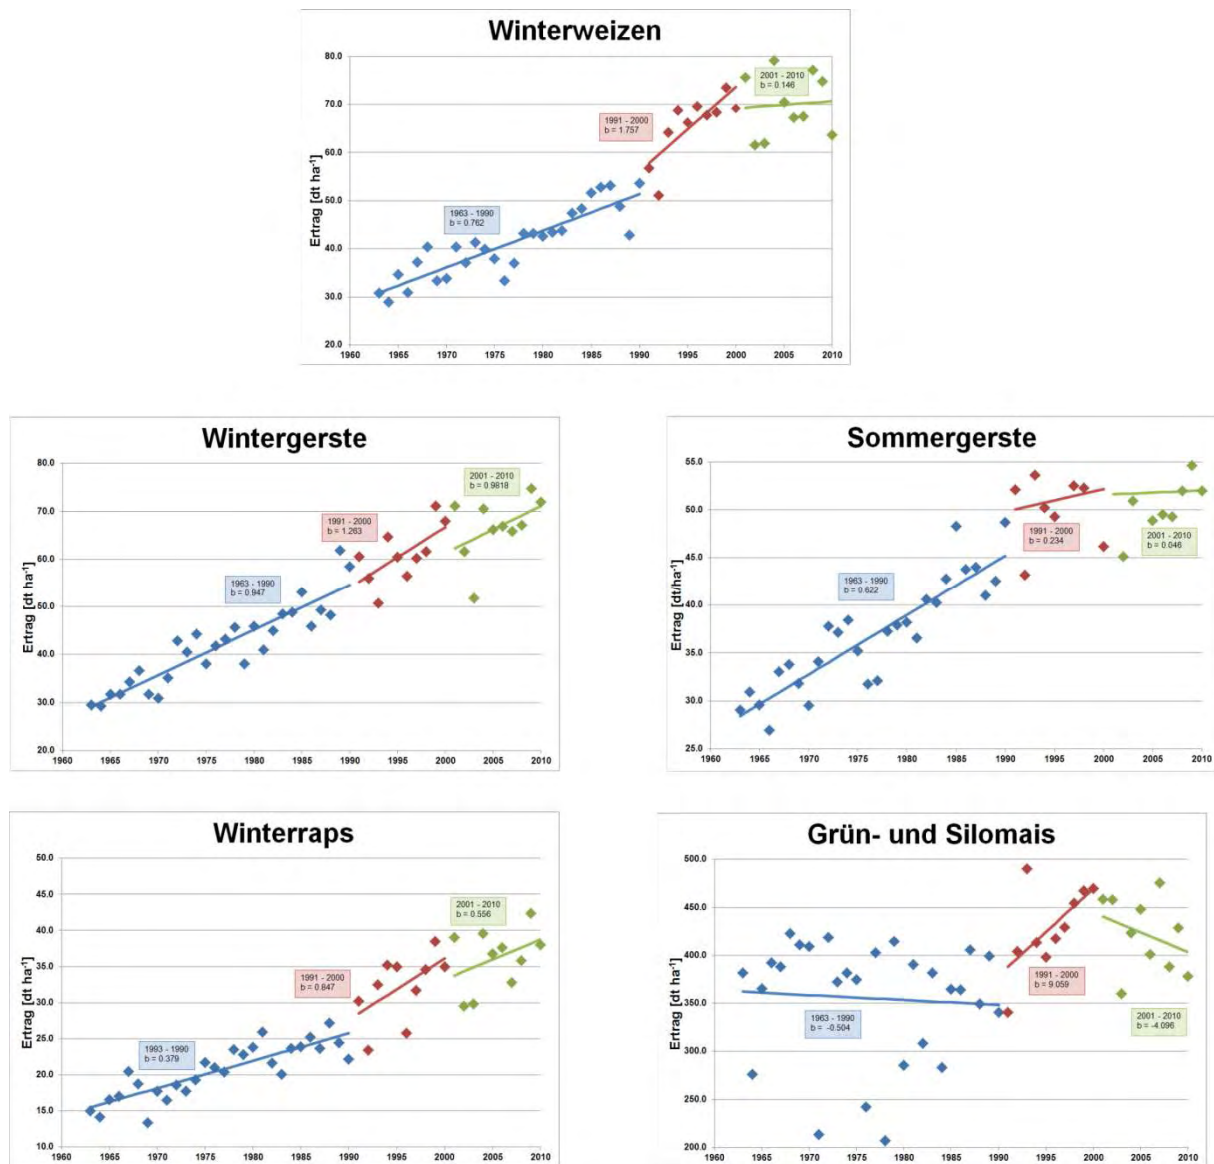 Winterweizen
Ertrag [dt ha⁻¹]
80.0
70.0
60.0
50.0
40.0
30.0
20.0
1963 - 1990
b = 0.762
1991 - 2000
b = 1.757
2001 - 2010
b = 0.146
1960 1965 1970 1975 1980 1985 1990 1995 2000 2005 2010
Wintergerste
Ertrag [dt ha⁻¹]
80.0
70.0
60.0
50.0
40.0
30.0
20.0
1963 - 1990
b = 0.947
1991 - 2000
b = 1.263
2001 - 2010
b = 0.9818
1960 1965 1970 1975 1980 1985 1990 1995 2000 2005 2010
Sommergerste
Ertrag [dt/ha⁻¹]
55.0
50.0
45.0
40.0
35.0
30.0
25.0
1963 - 1990
b = 0.622
1991 - 2000
b = 0.234
2001 - 2010
b = 0.046
1960 1965 1970 1975 1980 1985 1990 1995 2000 2005 2010
Winterraps
Ertrag [dt ha⁻¹]
50.0
45.0
40.0
35.0
30.0
25.0
20.0
15.0
10.0
1993 - 1990
b = 0.379
1991 - 2000
b = 0.847
2001 - 2010
b = 0.556
1960 1965 1970 1975 1980 1985 1990 1995 2000 2005 2010
Grün- und Silomais
Ertrag [dt ha⁻¹]
500.0
450.0
400.0
350.0
300.0
250.0
200.0
1963 - 1990
b = -0.504
1991 - 2000
b = 9.059
2001 - 2010
b = -4.096
1960 1965 1970 1975 1980 1985 1990 1995 2000 2005 2010